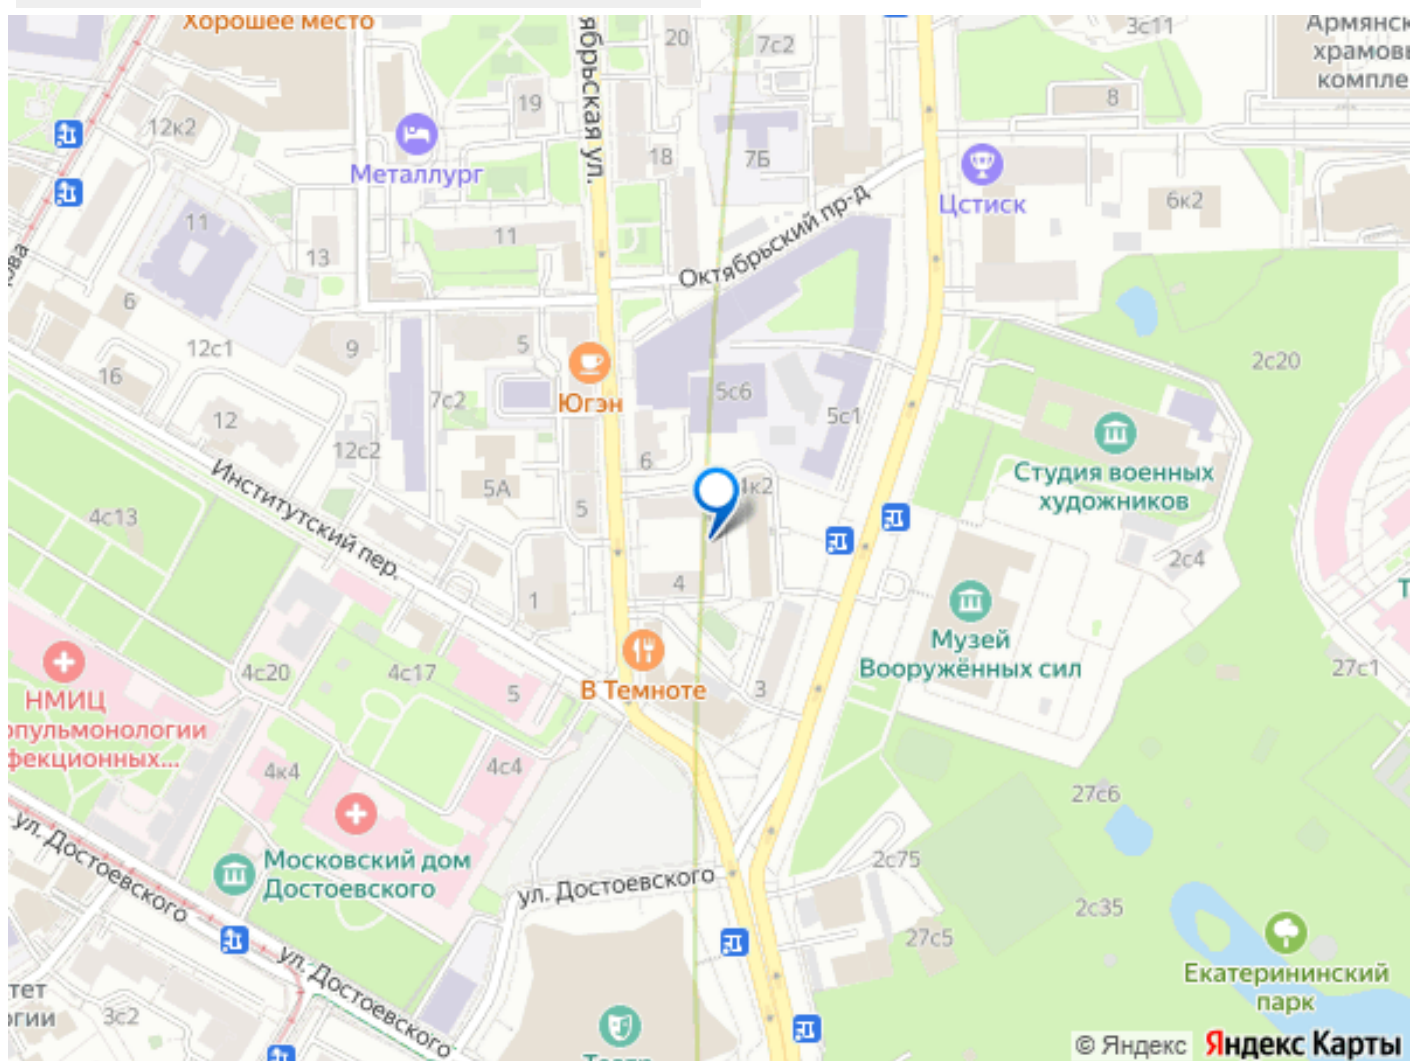 Хорошее место
20
7с2
3с11
Армянск
храмовы
компле
ябрьская ул.
19
8
12к2
Металлург
18
7Б
Цстиск
6к2
11
11
13
Октябрьский пр-д
ова
6
12с1
9
5
2с20
16
Югэн
7с2
5с6
5с1
12
12с2
6
Студия военных
художников
Институтский пер.
5А
4с13
5
2с4
4
1
Музей
Вооружённых сил
27с1
4с20
4с17
5
В Темноте
3
НМИЦ
опульмонологии
фекционных...
4к4
4с4
27с6
ул. Достоевского
Московский дом
Достоевского
ул. Достоевского
2с75
2с35
27с5
ул. Достоевского
Екатерининский
парк
тет
гии
3с2
© Яндекс Яндекс Карты